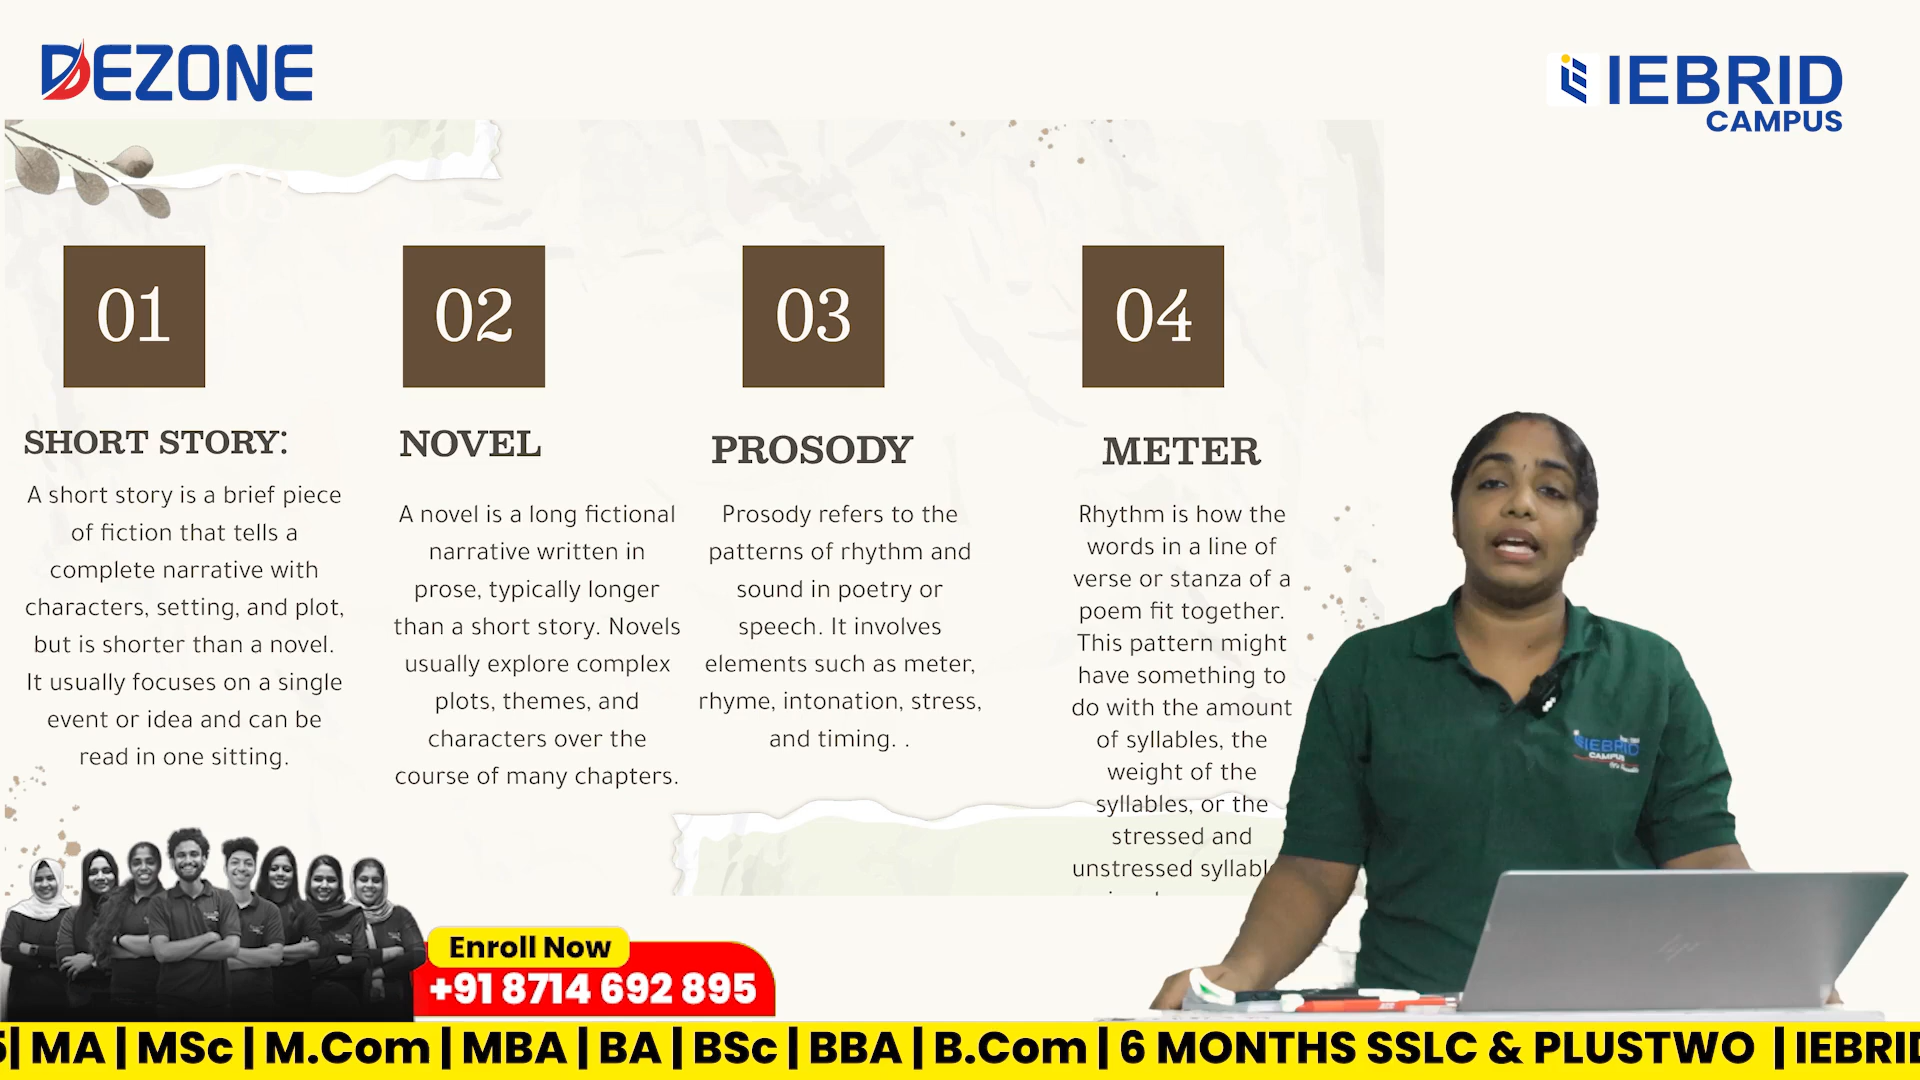 DEZONE
IEBRID
CAMPUS
01
02
03
04
SHORT STORY:
A short story is a brief piece
of fiction that tells a
complete narrative with
characters, setting, and plot,
but is shorter than a novel.
It usually focuses on a single
event or idea and can be
read in one sitting.
NOVEL
A novel is a long fictional
narrative written in
prose, typically longer
than a short story. Novels
usually explore complex
plots, themes, and
characters over the
course of many chapters.
PROSODY
Prosody refers to the
patterns of rhythm and
sound in poetry or
speech. It involves
elements such as meter,
rhyme, intonation, stress,
and timing. .
METER
Rhythm is how the
words in a line of
verse or stanza of a
poem fit together.
This pattern might
have something to
do with the amount
of syllables, the
weight of the
syllables, or the
stressed and
unstressed syllabl
IEBRID
CAMPUS
Enroll Now
+91 8714 692 895
| MA | MSc | M.Com | MBA | BA | BSc | BBA | B.Com | 6 MONTHS SSLC & PLUSTWO | IEBRID